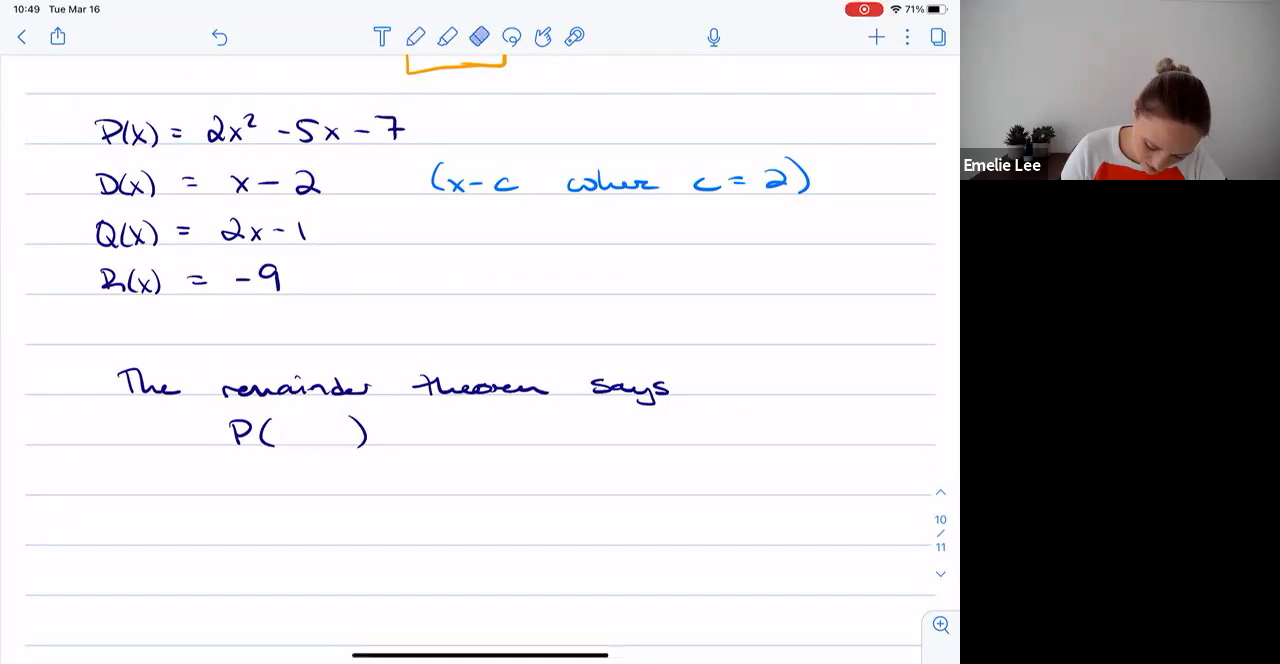 10:49 Tue Mar 16
71%
P(x) = 2x² - 5x - 7
D(x) = x - 2 (x - c where c = 2)
Q(x) = 2x - 1
R(x) = -9
The remainder theorem says
P( )
10
/
11
Emelie Lee